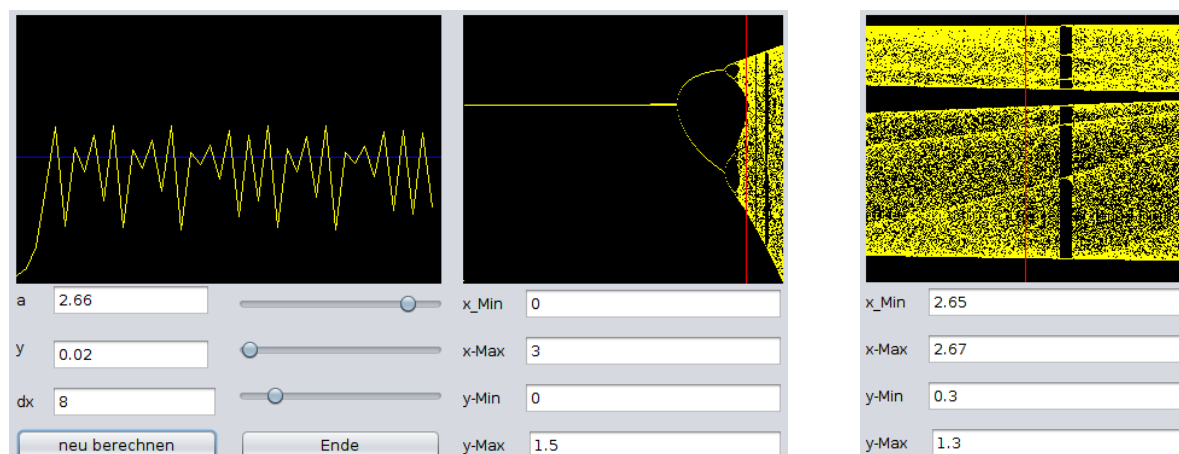 a 2.66
y 0.02
dx 8
neu berechnen Ende
x_Min 0
x-Max 3
y-Min 0
y-Max 1.5
x_Min 2.65
x-Max 2.67
y-Min 0.3
y-Max 1.3